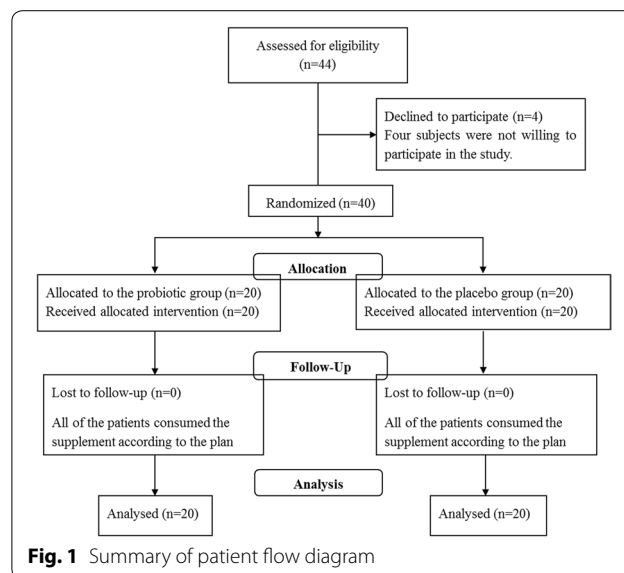 Assessed for eligibility
(n=44)
Declined to participate (n=4)
Four subjects were not willing to
participate in the study.
Randomized (n=40)
Allocation
Allocated to the probiotic group (n=20)
Received allocated intervention (n=20)
Allocated to the placebo group (n=20)
Received allocated intervention (n=20)
Follow-Up
Lost to follow-up (n=0)
All of the patients consumed the
supplement according to the plan
Lost to follow-up (n=0)
All of the patients consumed the
supplement according to the plan
Analysis
Analysed (n=20)
Analysed (n=20)
Fig. 1 Summary of patient flow diagram